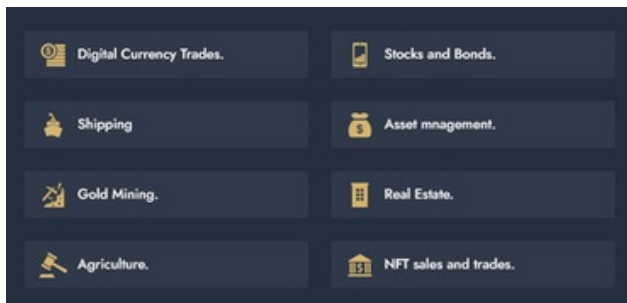 Digital Currency Trades.
Stocks and Bonds.
Shipping
Asset mnagement.
Gold Mining.
Real Estate.
Agriculture.
NFT sales and trades.